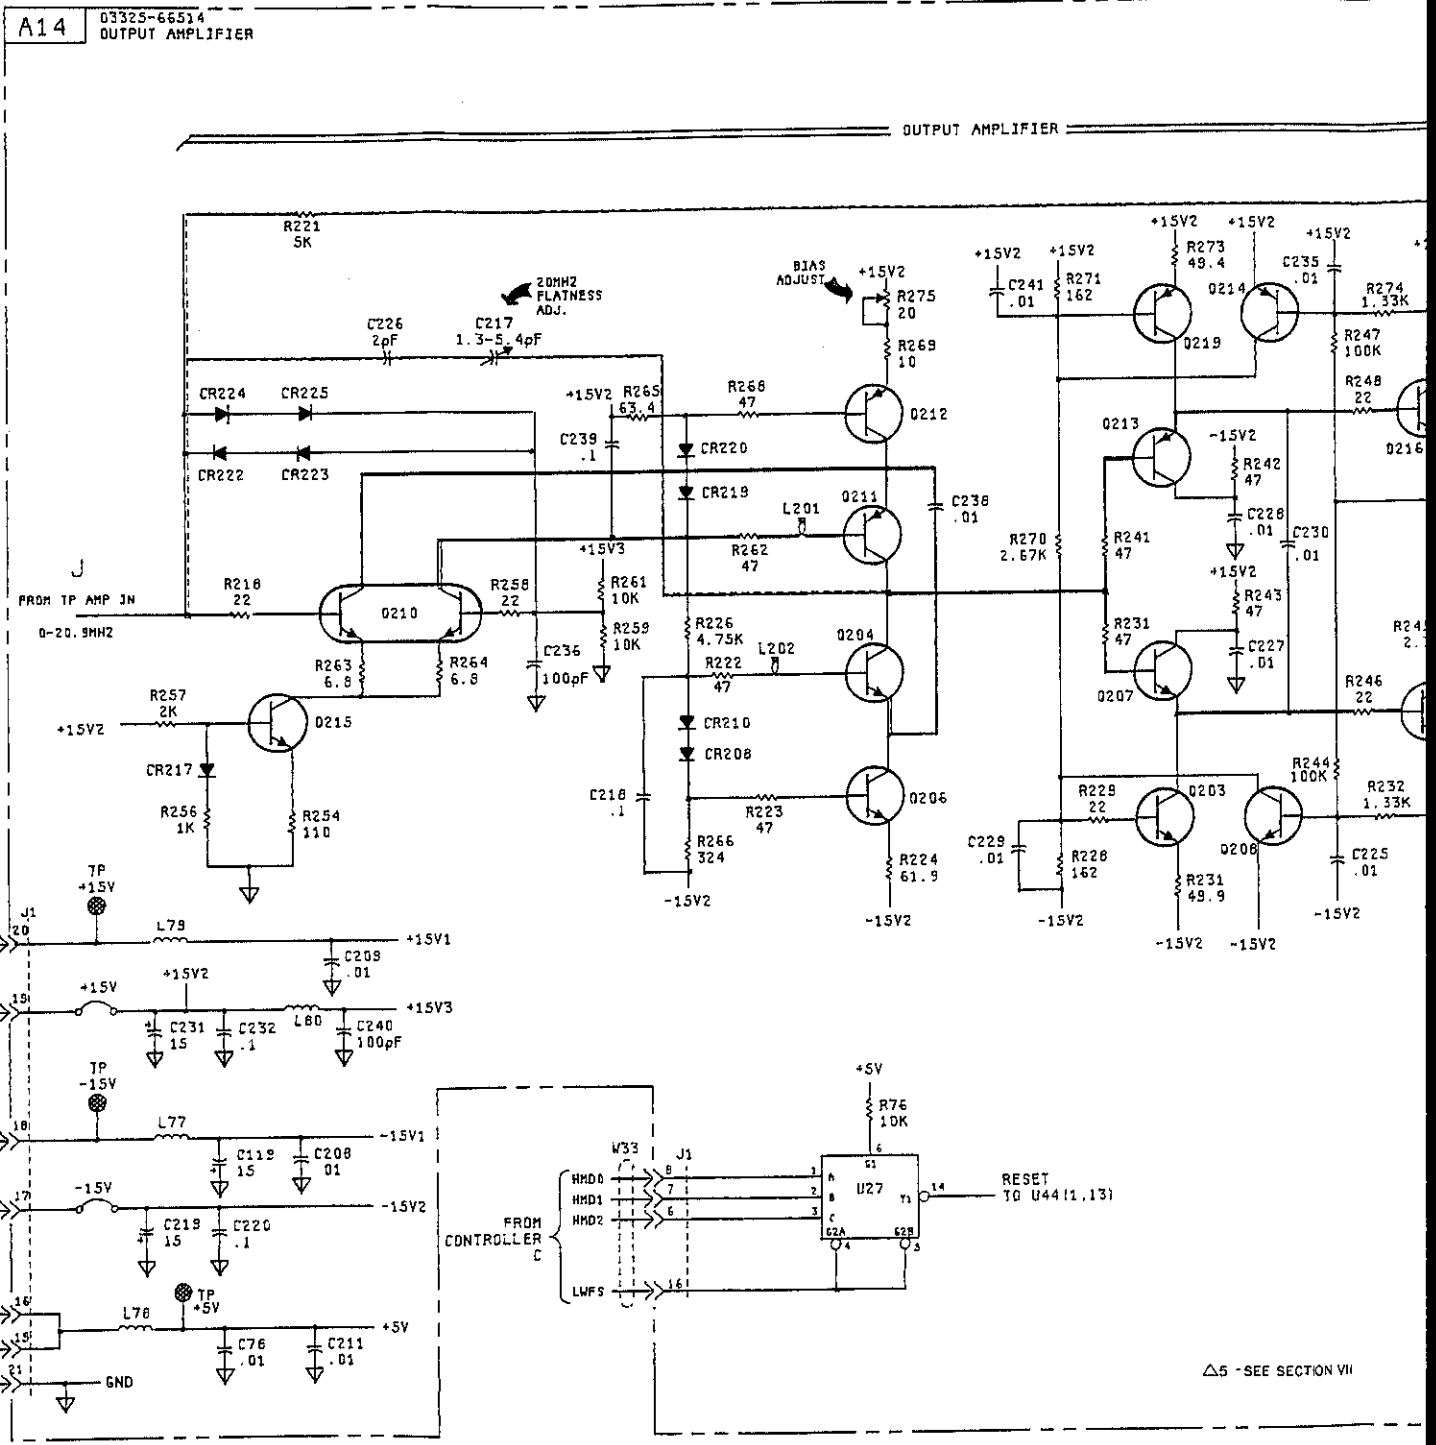 A14
03325-66514
OUTPUT AMPLIFIER
OUTPUT AMPLIFIER
R221
5K
20MHZ
FLATNESS
ADJ.
C226
2pF
C217
1.3-5.4pF
CR224
CR225
CR222
CR223
+15V2
R265
63.4
C239
.1
R268
47
CR220
CR219
BIAS
ADJUST
+15V2
R275
20
R269
10
Q212
Q211
C238
.01
L201
R262
47
+15V3
J
FROM TP AMP IN
0-20.9MHZ
R218
22
Q210
R258
22
R261
10K
R259
10K
C236
100pF
R263
6.8
R264
6.8
R257
2K
+15V2
Q215
CR217
R256
1K
R254
110
R226
4.75K
R222
47
L202
Q204
CR210
CR208
C218
.1
R223
47
R266
324
-15V2
Q206
R224
61.9
-15V2
+15V2
C241
.01
+15V2
R271
162
+15V2
R273
49.4
+15V2
Q214
Q219
+15V2
C235
.01
R274
1.33K
R247
100K
R248
22
Q216
Q213
-15V2
R242
47
C228
.01
C230
.01
R270
2.67K
R241
47
+15V2
R243
47
R231
47
C227
.01
Q207
R246
22
R244
100K
R232
1.33K
R229
22
Q203
Q208
C229
.01
R228
162
-15V2
R231
49.9
-15V2
-15V2
C225
.01
-15V2
J1
20
TP
+15V
L79
+15V1
C209
.01
+15V
+15V2
+15V3
C231
15
C232
.1
L80
C240
100pF
TP
-15V
18
L77
-15V1
C119
15
C208
01
17
-15V
-15V2
C219
15
C220
.1
16
15
L78
TP
+5V
+5V
C76
.01
C211
.01
21
GND
+5V
R76
10K
W33
J1
FROM
CONTROLLER
C
HMD0
8
1
HMD1
7
2
HMD2
6
3
LWFS
16
6
G1
A
B
C
U27
Y1
14
G2A
G2B
4
5
RESET
TO U44(1,13)
△5 - SEE SECTION VII